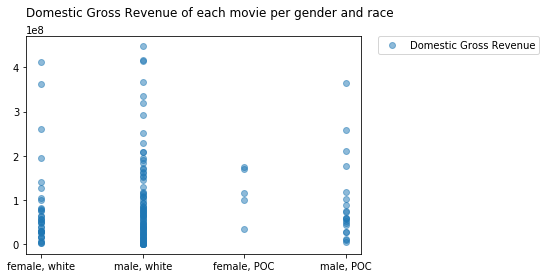 Domestic Gross Revenue of each movie per gender and race
1e8
Domestic Gross Revenue
4
3
2
1
0
female, white
male, white
female, POC
male, POC